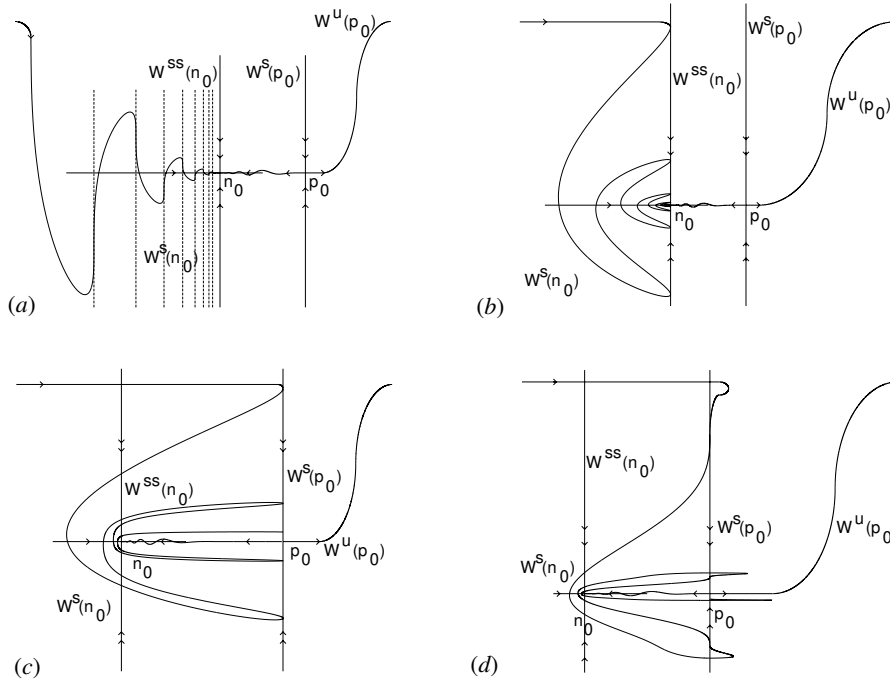 W^u(p_0)
W^ss(n_0)
W^s(p_0)
n_0
p_0
W^s(n_0)
(a)
W^s(p_0)
W^ss(n_0)
W^u(p_0)
n_0
p_0
W^s(n_0)
(b)
W^ss(n_0)
W^s(p_0)
n_0
p_0
W^u(p_0)
W^s(n_0)
(c)
W^ss(n_0)
W^s(p_0)
W^u(p_0)
W^s(n_0)
n_0
p_0
(d)